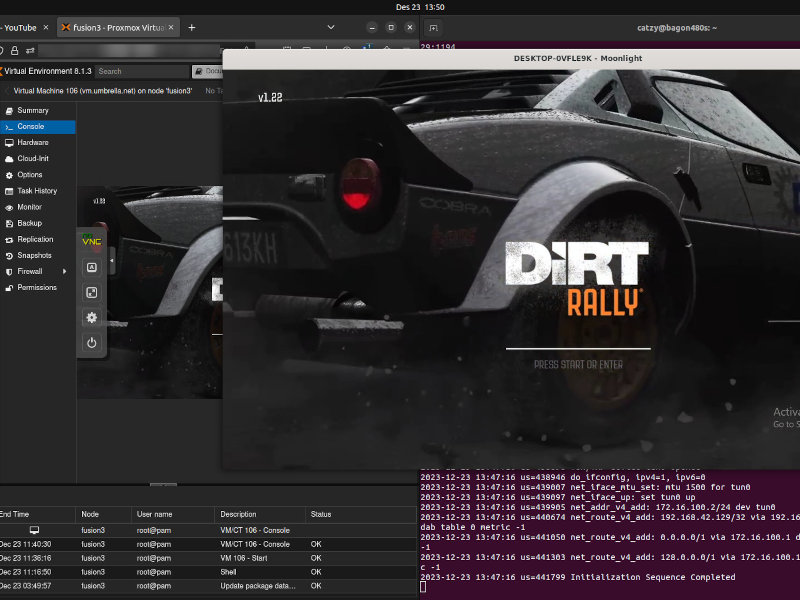 Des 23 13:50
- YouTube
fusion3 - Proxmox Virtua
catzy@bagon480s: ~
29:1194
Virtual Environment 8.1.3
Search
Docu
DESKTOP-0VFLE9K - Moonlight
Virtual Machine 106 (vm.umbrella.net) on node 'fusion3'
No Ta
Summary
Console
Hardware
Cloud-Init
Options
Task History
Monitor
Backup
Replication
Snapshots
Firewall
Permissions
v1.22
VNC
COBRA
v1.22
COBRA
613KH
DiRT
RALLY
PRESS START OR ENTER
Activa
Go to S
End Time
Node
User name
Description
Status
fusion3
root@pam
VM/CT 106 - Console
Dec 23 11:40:30
fusion3
root@pam
VM/CT 106 - Console
OK
Dec 23 11:36:16
fusion3
root@pam
VM 106 - Start
OK
Dec 23 11:16:50
fusion3
root@pam
Shell
OK
Dec 23 03:49:57
fusion3
root@pam
Update package data...
OK
2023-12-23 13:47:16 us=438946 do_ifconfig, ipv4=1, ipv6=0
2023-12-23 13:47:16 us=439007 net_iface_mtu_set: mtu 1500 for tun0
2023-12-23 13:47:16 us=439097 net_iface_up: set tun0 up
2023-12-23 13:47:16 us=439905 net_addr_v4_add: 172.16.100.2/24 dev tun0
2023-12-23 13:47:16 us=440674 net_route_v4_add: 192.168.42.129/32 via 192.16
dab table 0 metric -1
2023-12-23 13:47:16 us=441050 net_route_v4_add: 0.0.0.0/1 via 172.16.100.1 d
-1
2023-12-23 13:47:16 us=441303 net_route_v4_add: 128.0.0.0/1 via 172.16.100.1
c -1
2023-12-23 13:47:16 us=441799 Initialization Sequence Completed